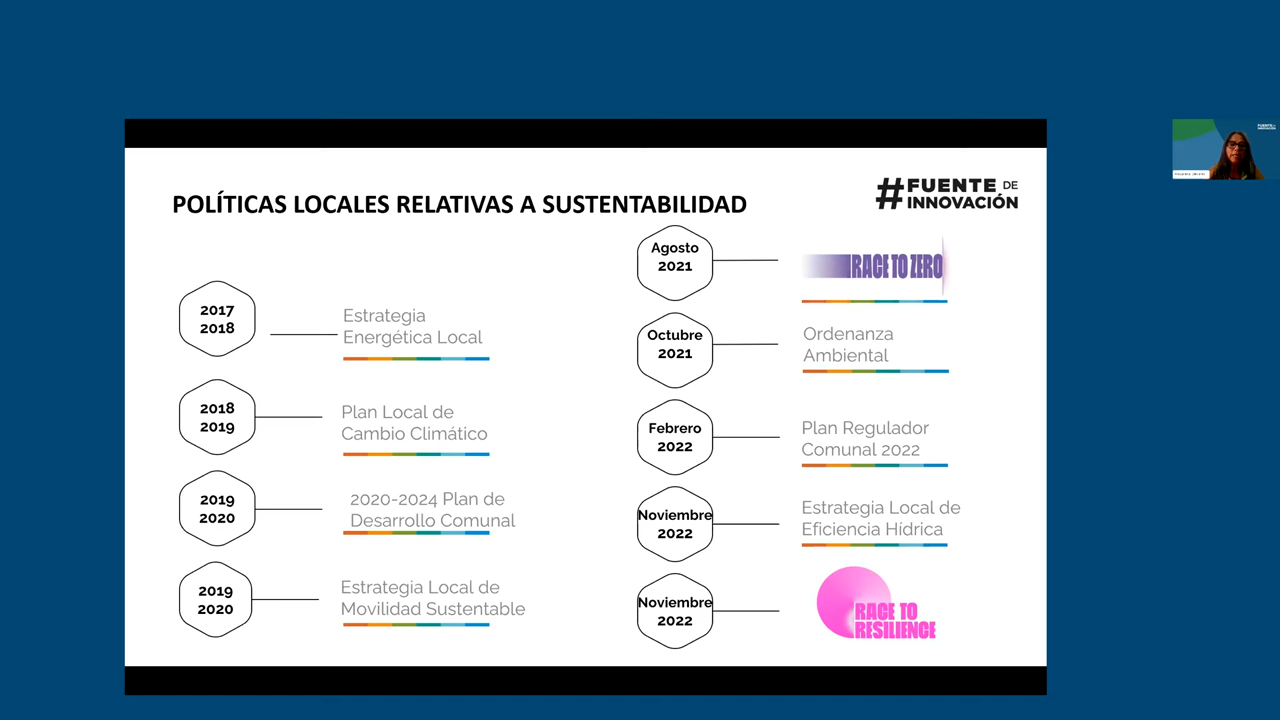 POLÍTICAS LOCALES RELATIVAS A SUSTENTABILIDAD
#FUENTE DE
INNOVACIÓN
2017
2018
Estrategia
Energética Local
2018
2019
Plan Local de
Cambio Climático
2019
2020
2020-2024 Plan de
Desarrollo Comunal
2019
2020
Estrategia Local de
Movilidad Sustentable
Agosto
2021
RACE TO ZERO
Octubre
2021
Ordenanza
Ambiental
Febrero
2022
Plan Regulador
Comunal 2022
Noviembre
2022
Estrategia Local de
Eficiencia Hídrica
Noviembre
2022
RACE TO
RESILIENCE
FUENTE DE
INNOVACIÓN